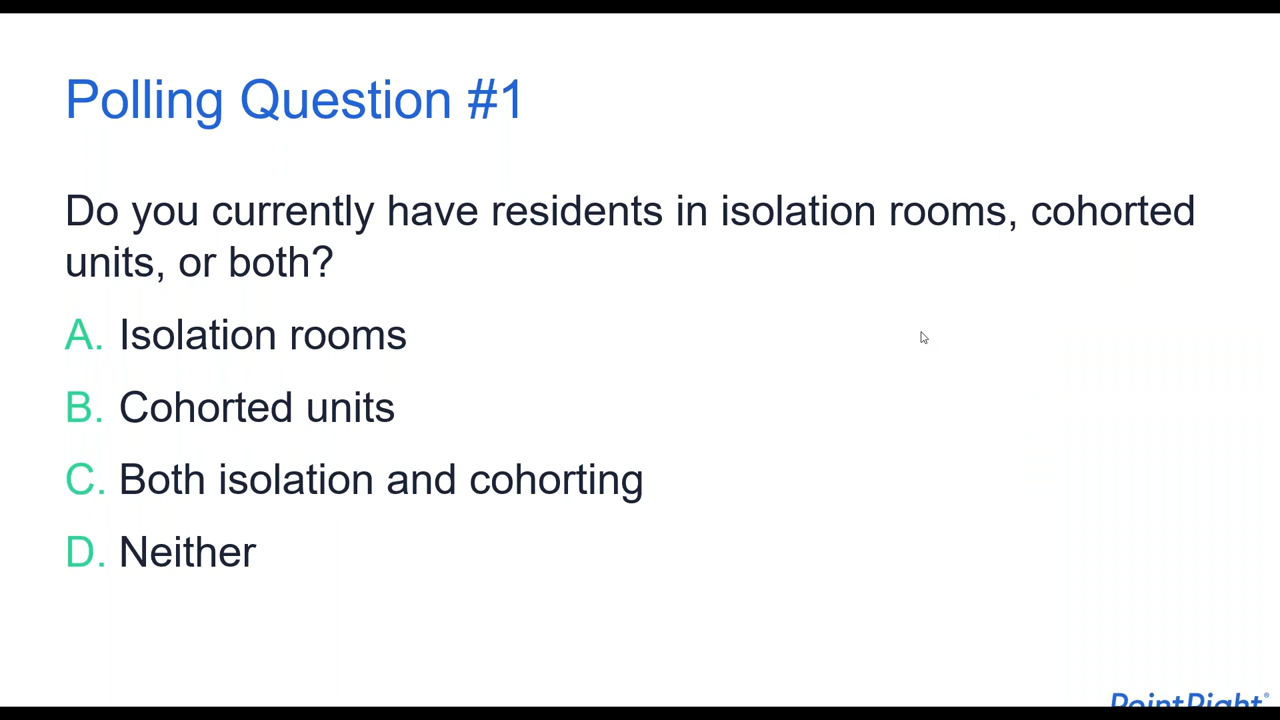 Polling Question #1
Do you currently have residents in isolation rooms, cohorted
units, or both?
A. Isolation rooms
B. Cohorted units
C. Both isolation and cohorting
D. Neither
PointRight®